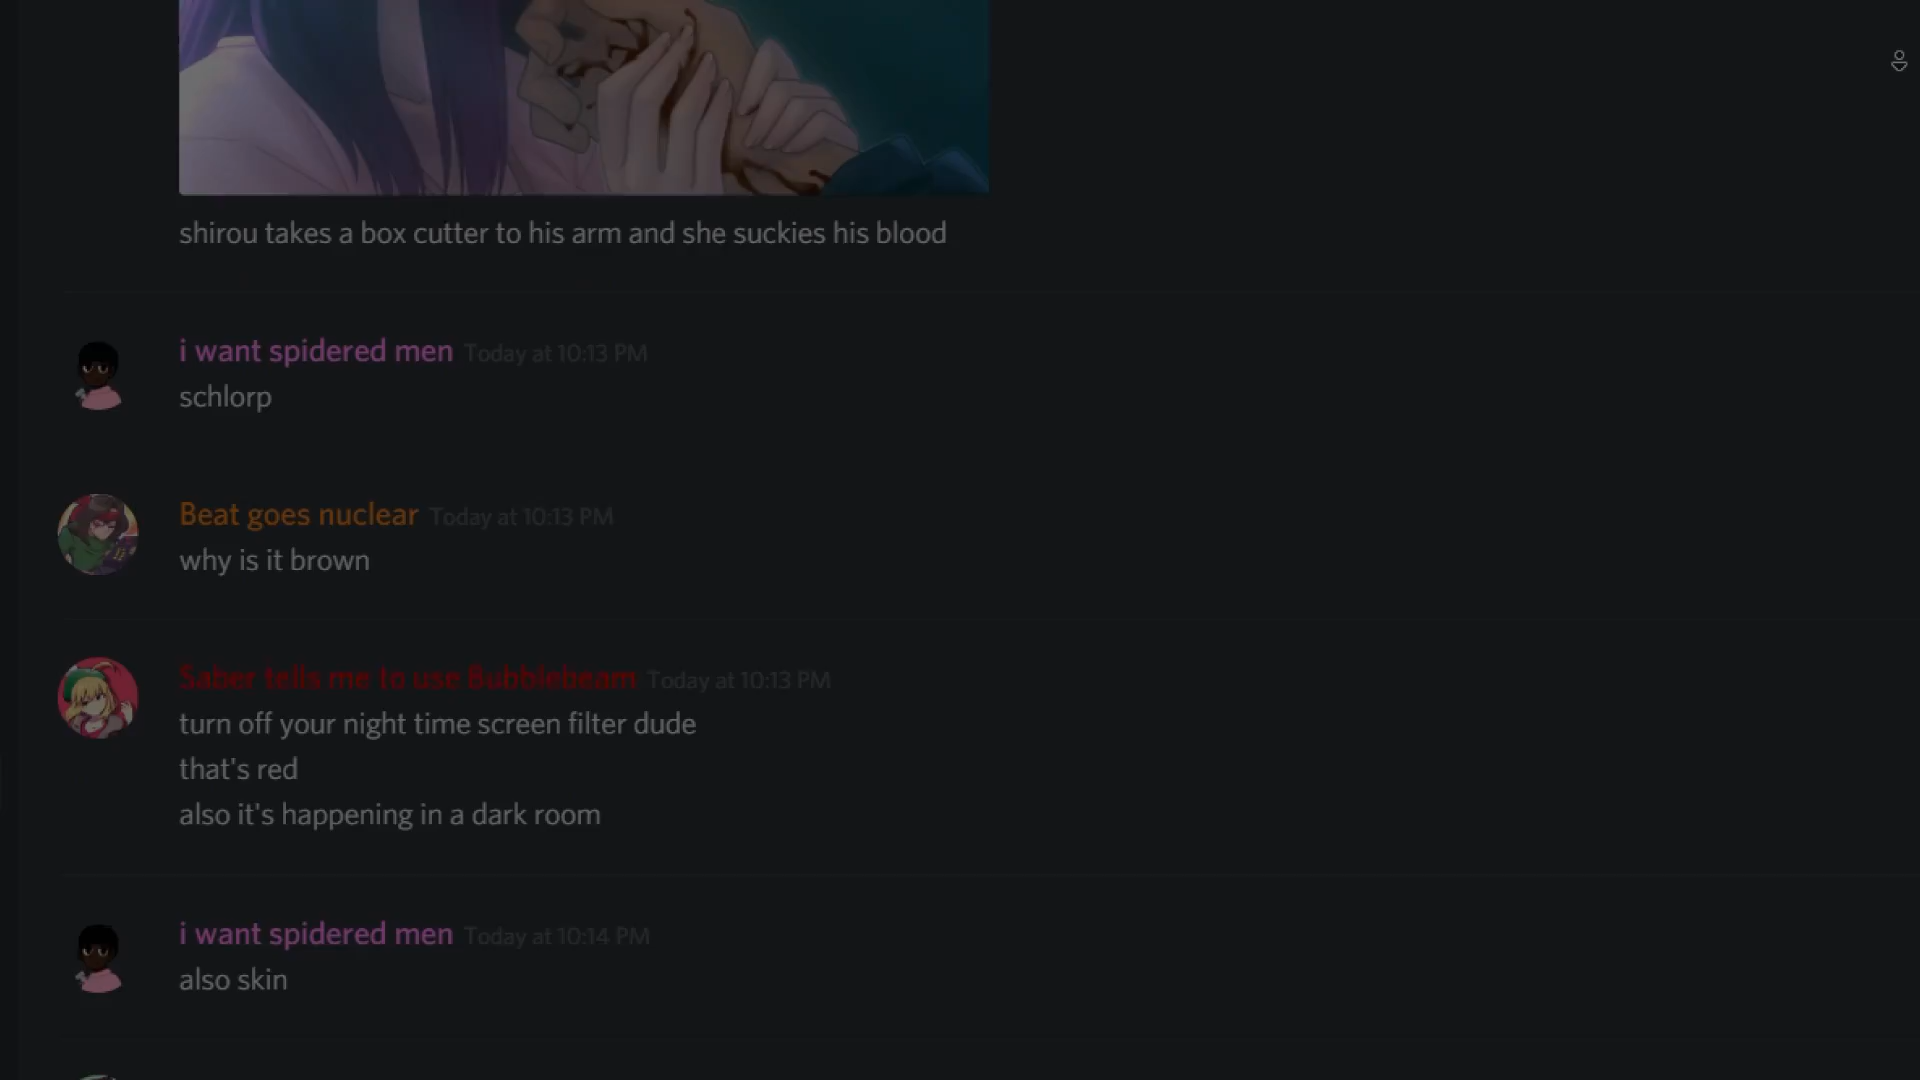 shirou takes a box cutter to his arm and she suckies his blood
i want spidered men Today at 10:13 PM
schlorp
Beat goes nuclear Today at 10:13 PM
why is it brown
Saber tells me to use Bubblebeam Today at 10:13 PM
turn off your night time screen filter dude
that's red
also it's happening in a dark room
i want spidered men Today at 10:14 PM
also skin